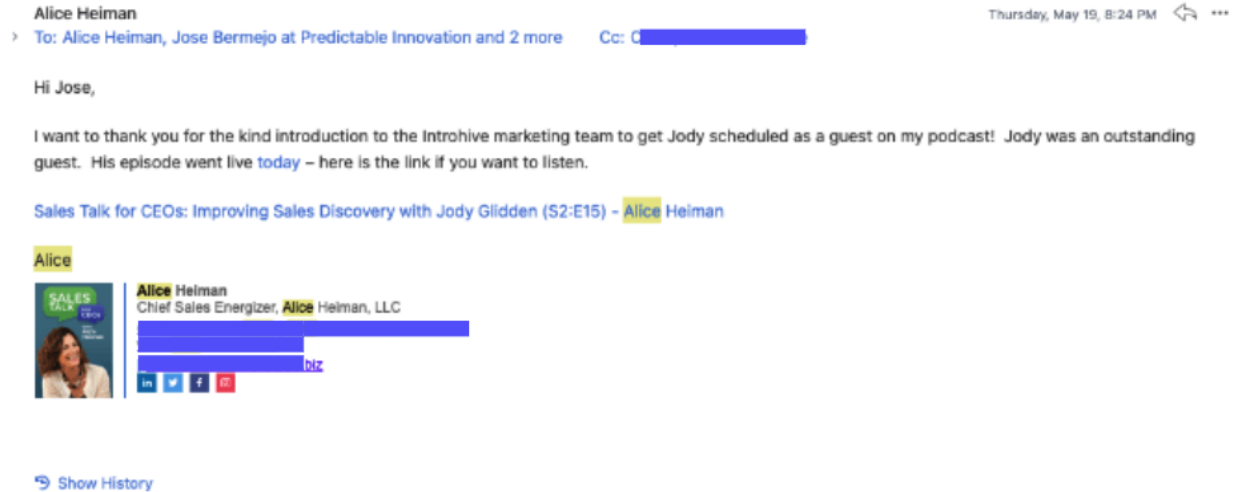 Alice Heiman
Thursday, May 19, 8:24 PM
To: Alice Heiman, Jose Bermejo at Predictable Innovation and 2 more Cc: C
Hi Jose,
I want to thank you for the kind introduction to the Introhive marketing team to get Jody scheduled as a guest on my podcast! Jody was an outstanding
guest. His episode went live today – here is the link if you want to listen.
Sales Talk for CEOs: Improving Sales Discovery with Jody Glidden (S2:E15) – Alice Heiman
Alice
SALES
TALK
CEOs
Alice Heiman
Chief Sales Energizer, Alice Heiman, LLC
biz
in
f
Show History